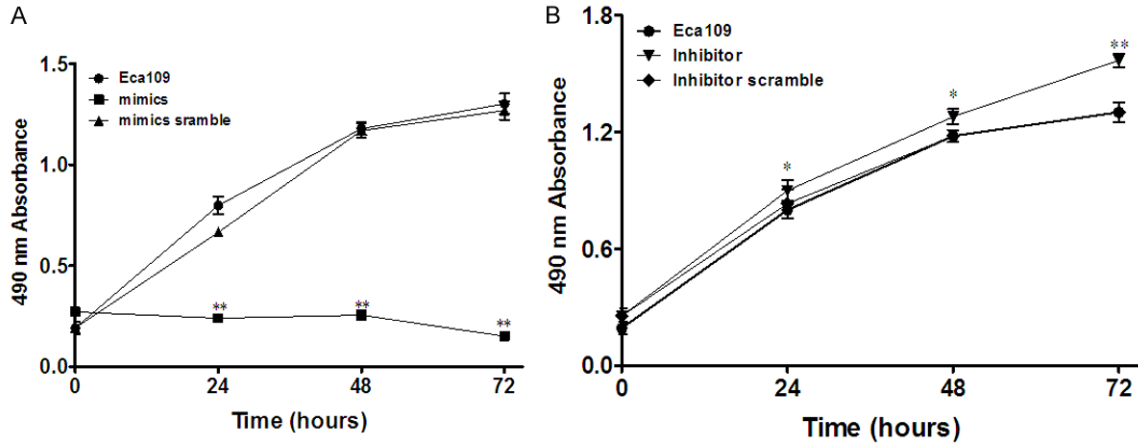 A
490 nm Absorbance
1.5
1.0
0.5
0.0
Eca109
mimics
mimics sramble
**
**
**
0
24
48
72
Time (hours)
B
490 nm Absorbance
1.8
1.2
0.6
0.0
Eca109
Inhibitor
Inhibitor scramble
*
*
**
0
24
48
72
Time (hours)